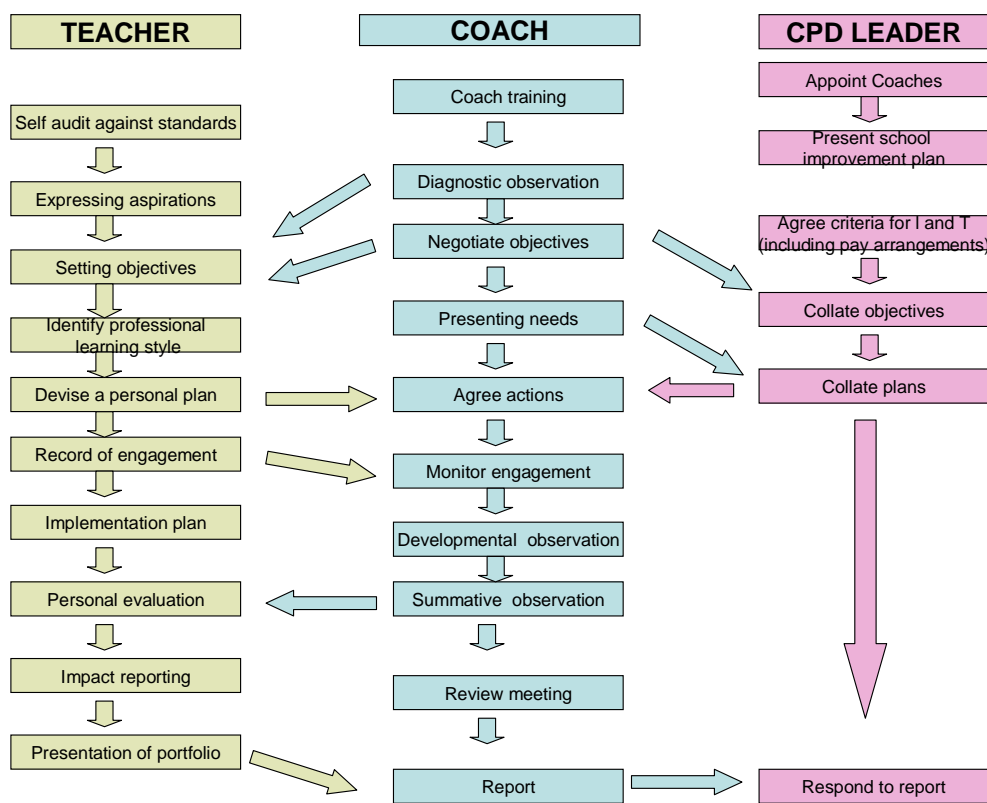 TEACHER
Self audit against standards
Expressing aspirations
Setting objectives
Identify professional
learning style
Devise a personal plan
Record of engagement
Implementation plan
Personal evaluation
Impact reporting
Presentation of portfolio
COACH
Coach training
Diagnostic observation
Negotiate objectives
Presenting needs
Agree actions
Monitor engagement
Developmental observation
Summative observation
Review meeting
Report
CPD LEADER
Appoint Coaches
Present school
improvement plan
Agree criteria for I and T
(including pay arrangements)
Collate objectives
Collate plans
Respond to report